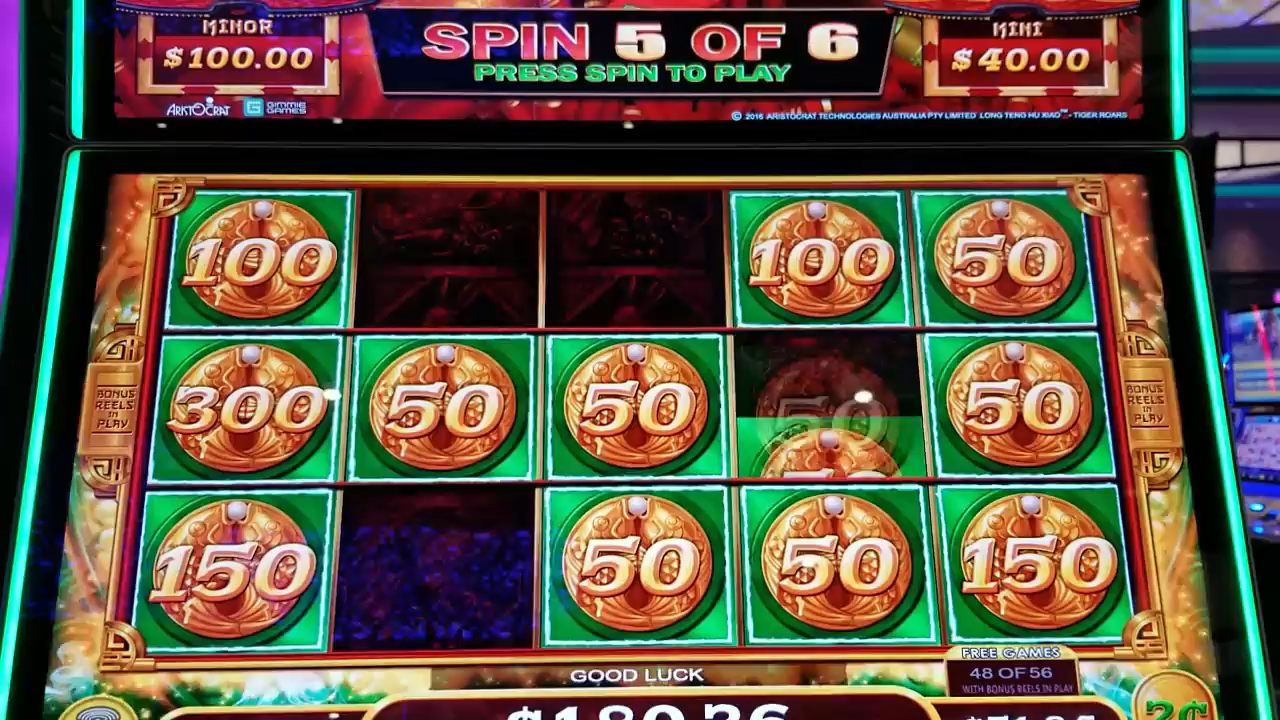 MINOR
$100.00
SPIN 5 OF 6
PRESS SPIN TO PLAY
MINI
$40.00
ARISTOCRAT
GIMMIE GAMES
© 2016 ARISTOCRAT TECHNOLOGIES AUSTRALIA PTY LIMITED LONG TENG HU XIAO™ - TIGER ROARS
100
100
50
BONUS
REELS
IN
PLAY
300
50
50
50
50
BONUS
REELS
IN
PLAY
150
50
50
150
GOOD LUCK
FREE GAMES
48 OF 56
WITH BONUS REELS IN PLAY
$180.36
2¢